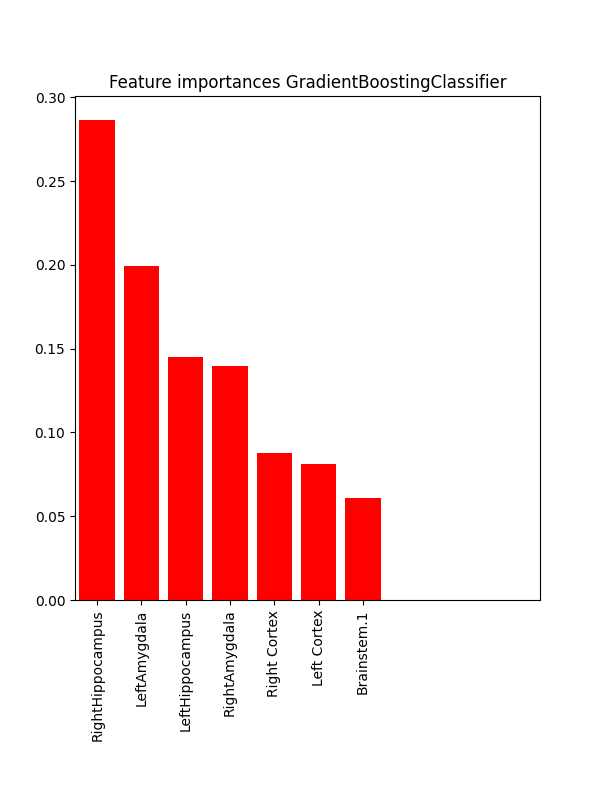 Feature importances GradientBoostingClassifier
0.30
0.25
0.20
0.15
0.10
0.05
0.00
RightHippocampus
LeftAmygdala
LeftHippocampus
RightAmygdala
Right Cortex
Left Cortex
Brainstem.1